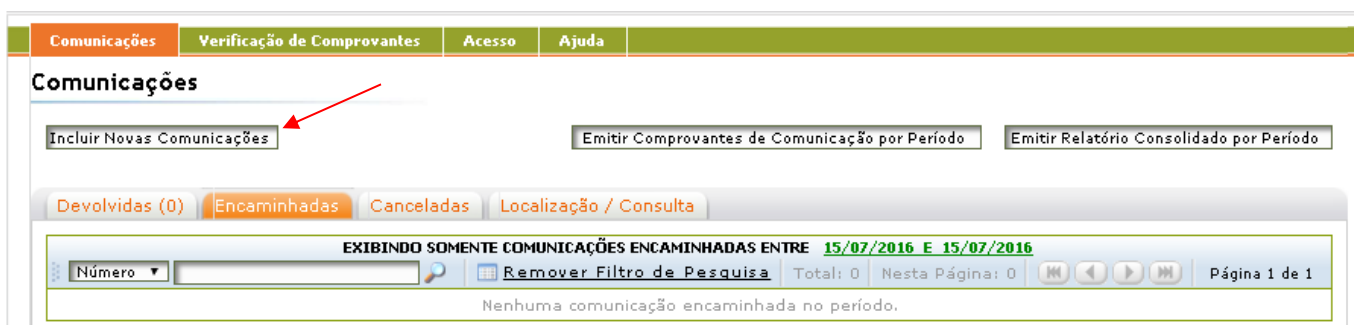 Comunicações Verificação de Comprovantes Acesso Ajuda
Comunicações
Incluir Novas Comunicações Emitir Comprovantes de Comunicação por Período Emitir Relatório Consolidado por Período
Devolvidas (0) Encaminhadas Canceladas Localização / Consulta
EXIBINDO SOMENTE COMUNICAÇÕES ENCAMINHADAS ENTRE 15/07/2016 E 15/07/2016
Número Remover Filtro de Pesquisa Total: 0 Nesta Página: 0 Página 1 de 1
Nenhuma comunicação encaminhada no período.